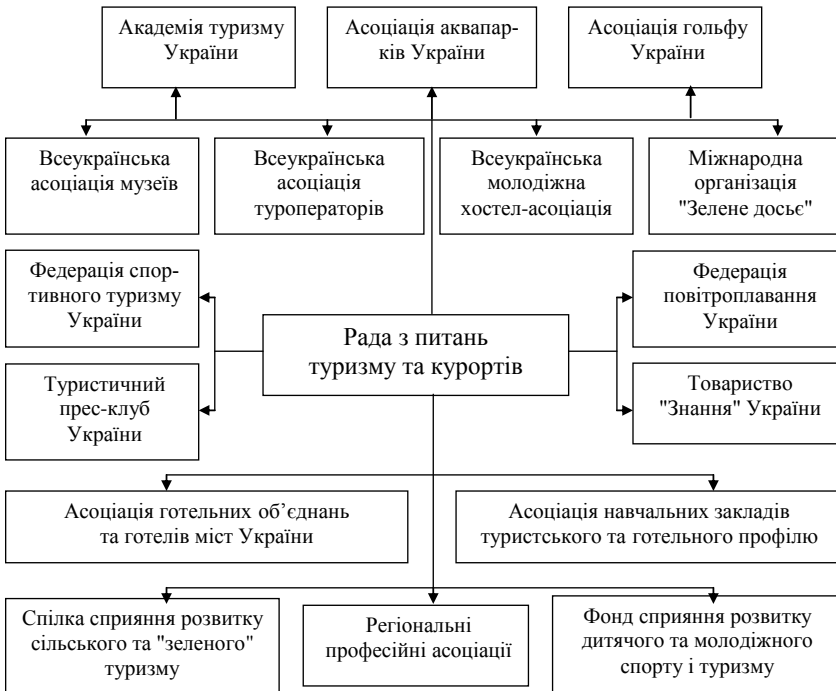 Академія туризму
України
Асоціація аквапар-
ків України
Асоціація гольфу
України
Всеукраїнська
асоціація музеїв
Всеукраїнська
асоціація
туроператорів
Всеукраїнська
молодіжна
хостел-асоціація
Міжнародна
організація
"Зелене досьє"
Федерація спор-
тивного туризму
України
Федерація
повітроплавання
України
Рада з питань
туризму та курортів
Туристичний
прес-клуб
України
Товариство
"Знання" України
Асоціація готельних об’єднань
та готелів міст України
Асоціація навчальних закладів
туристського та готельного профілю
Спілка сприяння розвитку
сільського та "зеленого"
туризму
Регіональні
професійні асоціації
Фонд сприяння розвитку
дитячого та молодіжного
спорту і туризму